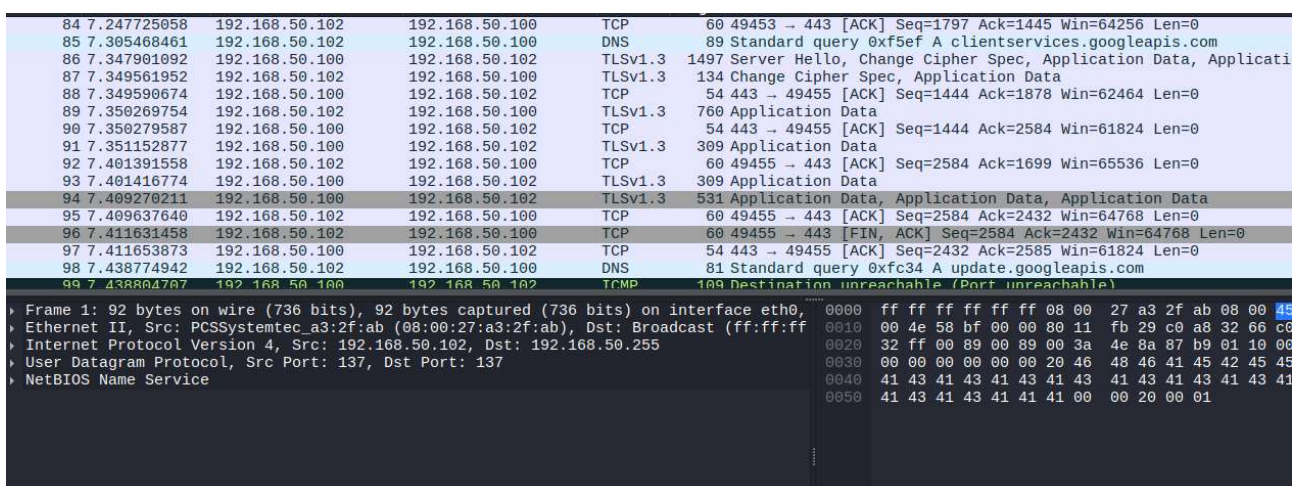 84 7.247725058 192.168.50.102 192.168.50.100 TCP 60 49453 → 443 [ACK] Seq=1797 Ack=1445 Win=64256 Len=0
85 7.305468461 192.168.50.102 192.168.50.100 DNS 89 Standard query 0xf5ef A clientservices.googleapis.com
86 7.347901092 192.168.50.100 192.168.50.102 TLSv1.3 1497 Server Hello, Change Cipher Spec, Application Data, Applicati
87 7.349561952 192.168.50.102 192.168.50.100 TLSv1.3 134 Change Cipher Spec, Application Data
88 7.349590674 192.168.50.100 192.168.50.102 TCP 54 443 → 49455 [ACK] Seq=1444 Ack=1878 Win=62464 Len=0
89 7.350269754 192.168.50.102 192.168.50.100 TLSv1.3 760 Application Data
90 7.350279587 192.168.50.100 192.168.50.102 TCP 54 443 → 49455 [ACK] Seq=1444 Ack=2584 Win=61824 Len=0
91 7.351152877 192.168.50.100 192.168.50.102 TLSv1.3 309 Application Data
92 7.401391558 192.168.50.102 192.168.50.100 TCP 60 49455 → 443 [ACK] Seq=2584 Ack=1699 Win=65536 Len=0
93 7.401416774 192.168.50.100 192.168.50.102 TLSv1.3 309 Application Data
94 7.409270211 192.168.50.100 192.168.50.102 TLSv1.3 531 Application Data, Application Data, Application Data
95 7.409637640 192.168.50.102 192.168.50.100 TCP 60 49455 → 443 [ACK] Seq=2584 Ack=2432 Win=64768 Len=0
96 7.411631458 192.168.50.102 192.168.50.100 TCP 60 49455 → 443 [FIN, ACK] Seq=2584 Ack=2432 Win=64768 Len=0
97 7.411653873 192.168.50.100 192.168.50.102 TCP 54 443 → 49455 [ACK] Seq=2432 Ack=2585 Win=61824 Len=0
98 7.438774942 192.168.50.102 192.168.50.100 DNS 81 Standard query 0xfc34 A update.googleapis.com
99 7.438804707 192.168.50.100 192.168.50.102 ICMP 109 Destination unreachable (Port unreachable)
Frame 1: 92 bytes on wire (736 bits), 92 bytes captured (736 bits) on interface eth0,
Ethernet II, Src: PCSSystemtec_a3:2f:ab (08:00:27:a3:2f:ab), Dst: Broadcast (ff:ff:ff
Internet Protocol Version 4, Src: 192.168.50.102, Dst: 192.168.50.255
User Datagram Protocol, Src Port: 137, Dst Port: 137
NetBIOS Name Service
0000 ff ff ff ff ff ff 08 00 27 a3 2f ab 08 00 45
0010 00 4e 58 bf 00 00 80 11 fb 29 c0 a8 32 66 c0
0020 32 ff 00 89 00 89 00 3a 4e 8a 87 b9 01 10 00
0030 00 00 00 00 00 00 20 46 48 46 41 45 42 45 45
0040 41 43 41 43 41 43 41 43 41 43 41 43 41 43 41
0050 41 43 41 43 41 41 41 00 00 20 00 01